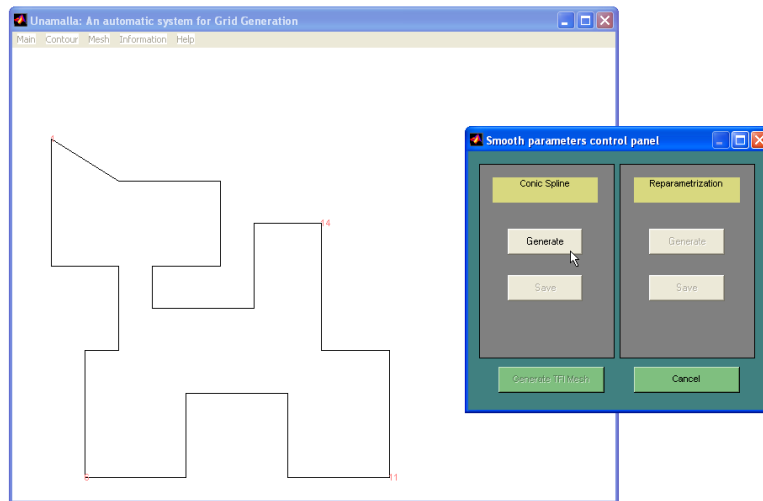 Unamalla: An automatic system for Grid Generation
Main Contour Mesh Information Help
14
11
Smooth parameters control panel
Conic Spline
Reparametrization
Generate
Generate
Save
Save
Generate TFI Mesh
Cancel